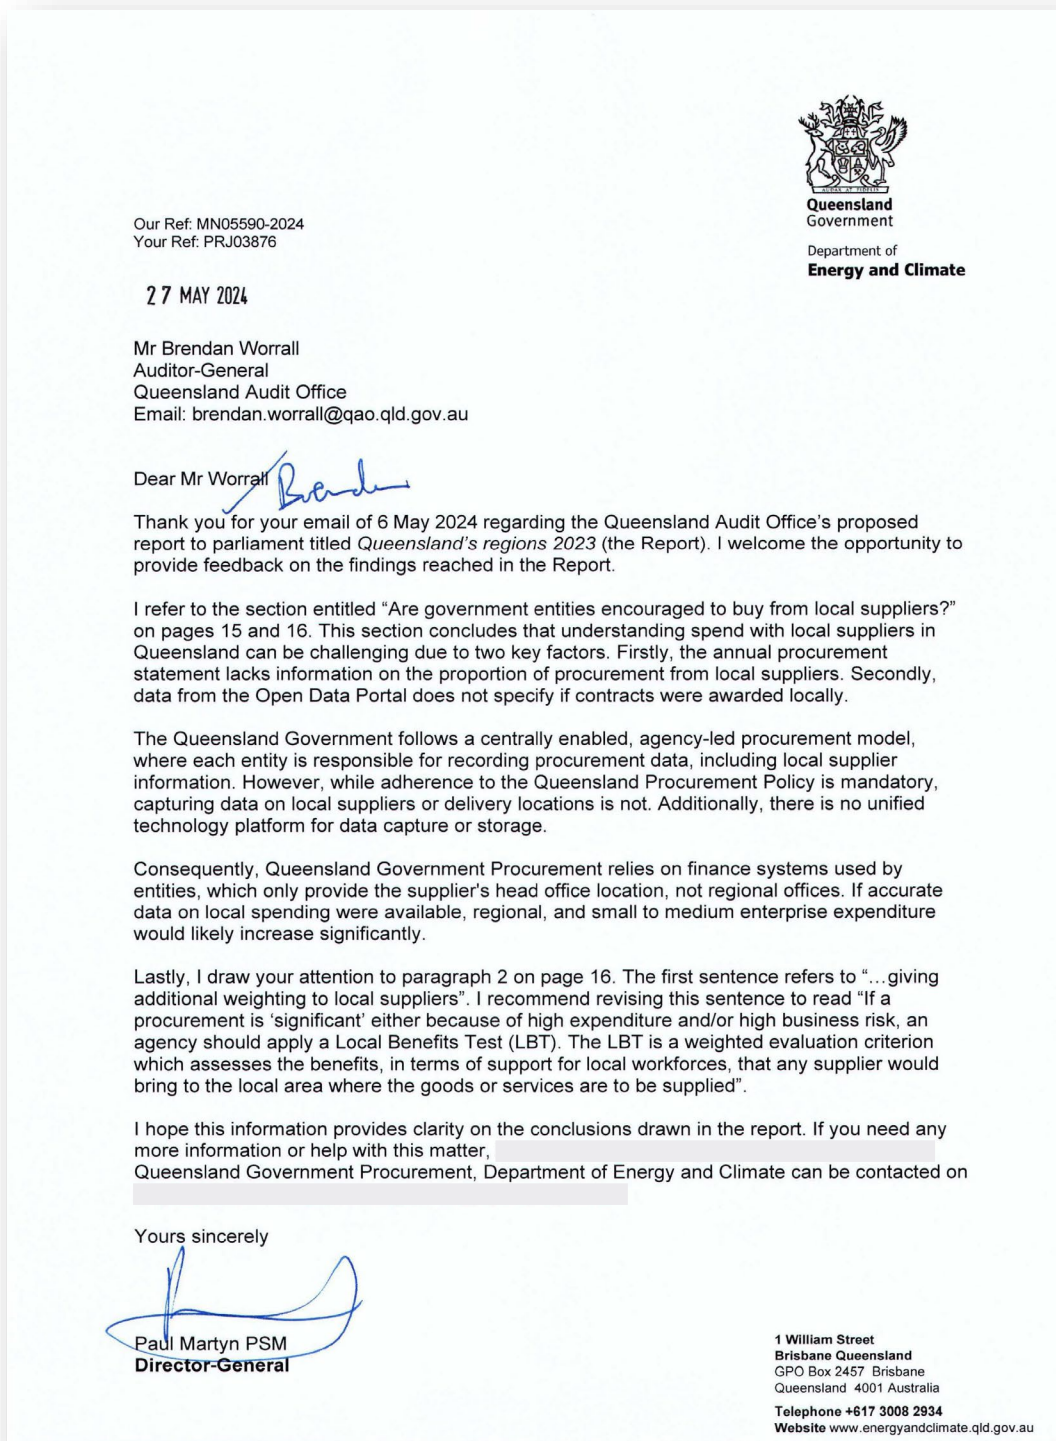 Queensland
Government
Department of
Energy and Climate
Our Ref: MN05590-2024
Your Ref: PRJ03876
27 MAY 2024
Mr Brendan Worrall
Auditor-General
Queensland Audit Office
Email: brendan.worrall@qao.qld.gov.au
Dear Mr Worrall Brendan
Thank you for your email of 6 May 2024 regarding the Queensland Audit Office's proposed
report to parliament titled Queensland's regions 2023 (the Report). I welcome the opportunity to
provide feedback on the findings reached in the Report.
I refer to the section entitled “Are government entities encouraged to buy from local suppliers?”
on pages 15 and 16. This section concludes that understanding spend with local suppliers in
Queensland can be challenging due to two key factors. Firstly, the annual procurement
statement lacks information on the proportion of procurement from local suppliers. Secondly,
data from the Open Data Portal does not specify if contracts were awarded locally.
The Queensland Government follows a centrally enabled, agency-led procurement model,
where each entity is responsible for recording procurement data, including local supplier
information. However, while adherence to the Queensland Procurement Policy is mandatory,
capturing data on local suppliers or delivery locations is not. Additionally, there is no unified
technology platform for data capture or storage.
Consequently, Queensland Government Procurement relies on finance systems used by
entities, which only provide the supplier's head office location, not regional offices. If accurate
data on local spending were available, regional, and small to medium enterprise expenditure
would likely increase significantly.
Lastly, I draw your attention to paragraph 2 on page 16. The first sentence refers to “…giving
additional weighting to local suppliers”. I recommend revising this sentence to read “If a
procurement is ‘significant’ either because of high expenditure and/or high business risk, an
agency should apply a Local Benefits Test (LBT). The LBT is a weighted evaluation criterion
which assesses the benefits, in terms of support for local workforces, that any supplier would
bring to the local area where the goods or services are to be supplied”.
I hope this information provides clarity on the conclusions drawn in the report. If you need any
more information or help with this matter,
Queensland Government Procurement, Department of Energy and Climate can be contacted on
Yours sincerely
Paul Martyn PSM
Director-General
1 William Street
Brisbane Queensland
GPO Box 2457 Brisbane
Queensland 4001 Australia
Telephone +617 3008 2934
Website www.energyandclimate.qld.gov.au